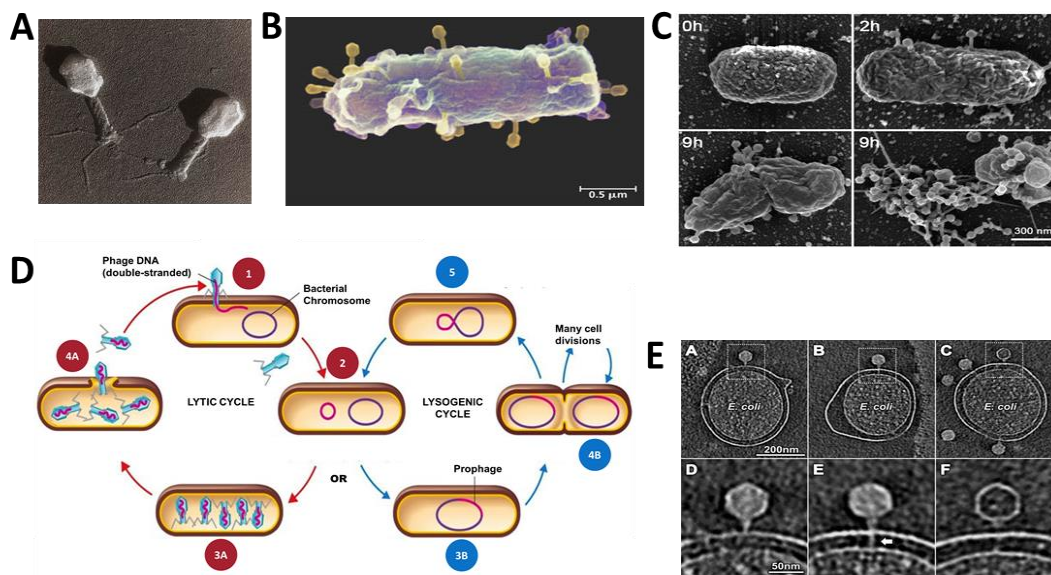 A
B
0.5 µm
C
0h
2h
9h
9h
300 nm
D
Phage DNA
(double-stranded)
1
Bacterial
Chromosome
5
Many cell
divisions
4A
2
LYTIC CYCLE
LYSOGENIC
CYCLE
4B
OR
Prophage
3A
3B
E
A
B
C
E. coli
E. coli
E. coli
200nm
D
E
F
50nm